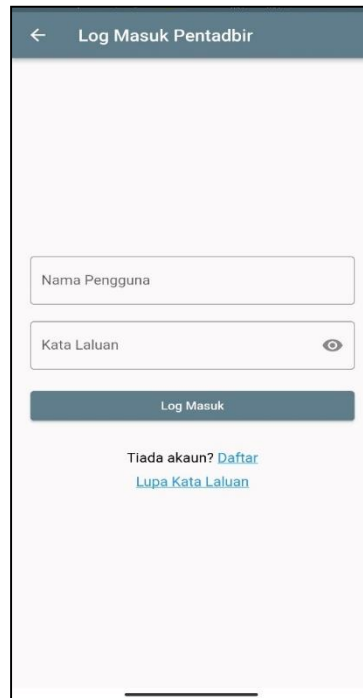 Log Masuk Pentadbir
Nama Pengguna
Kata Laluan
Log Masuk
Tiada akaun? Daftar
Lupa Kata Laluan